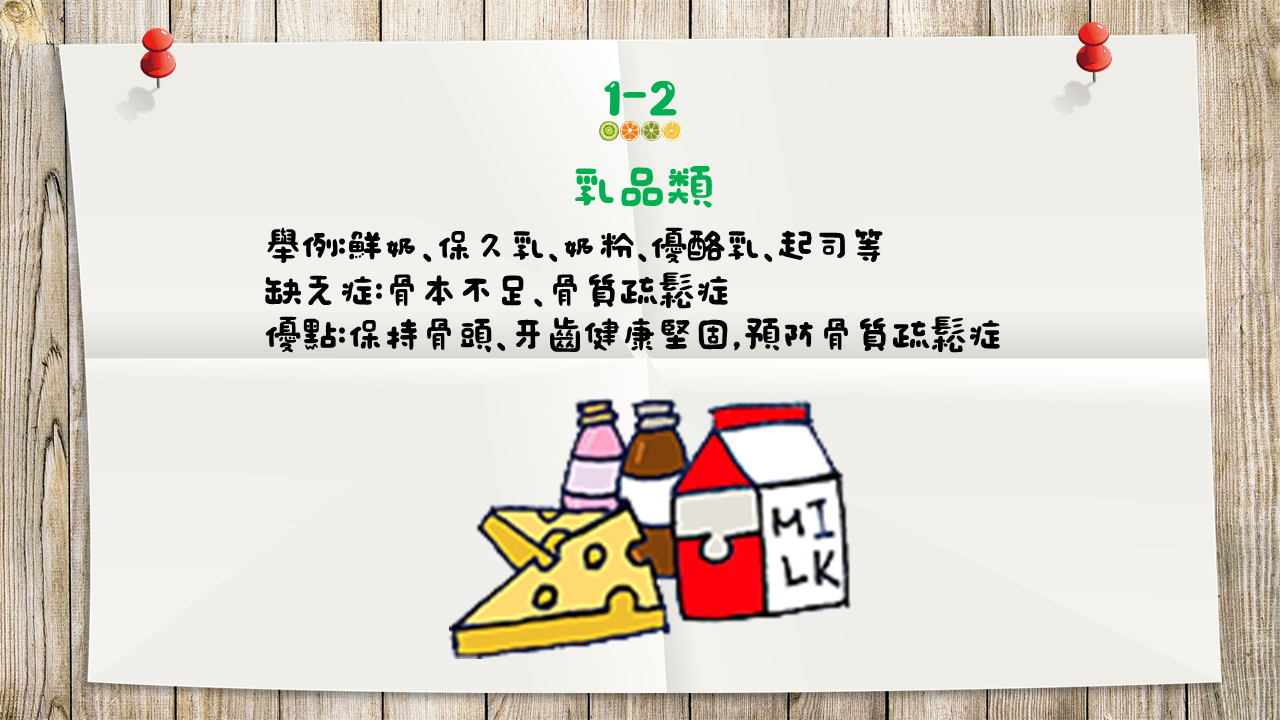 1-2
乳品類
舉例:鮮奶、保久乳、奶粉、優酪乳、起司等
缺乏症:骨本不足、骨質疏鬆症
優點:保持骨頭、牙齒健康堅固,預防骨質疏鬆症
MI
LK